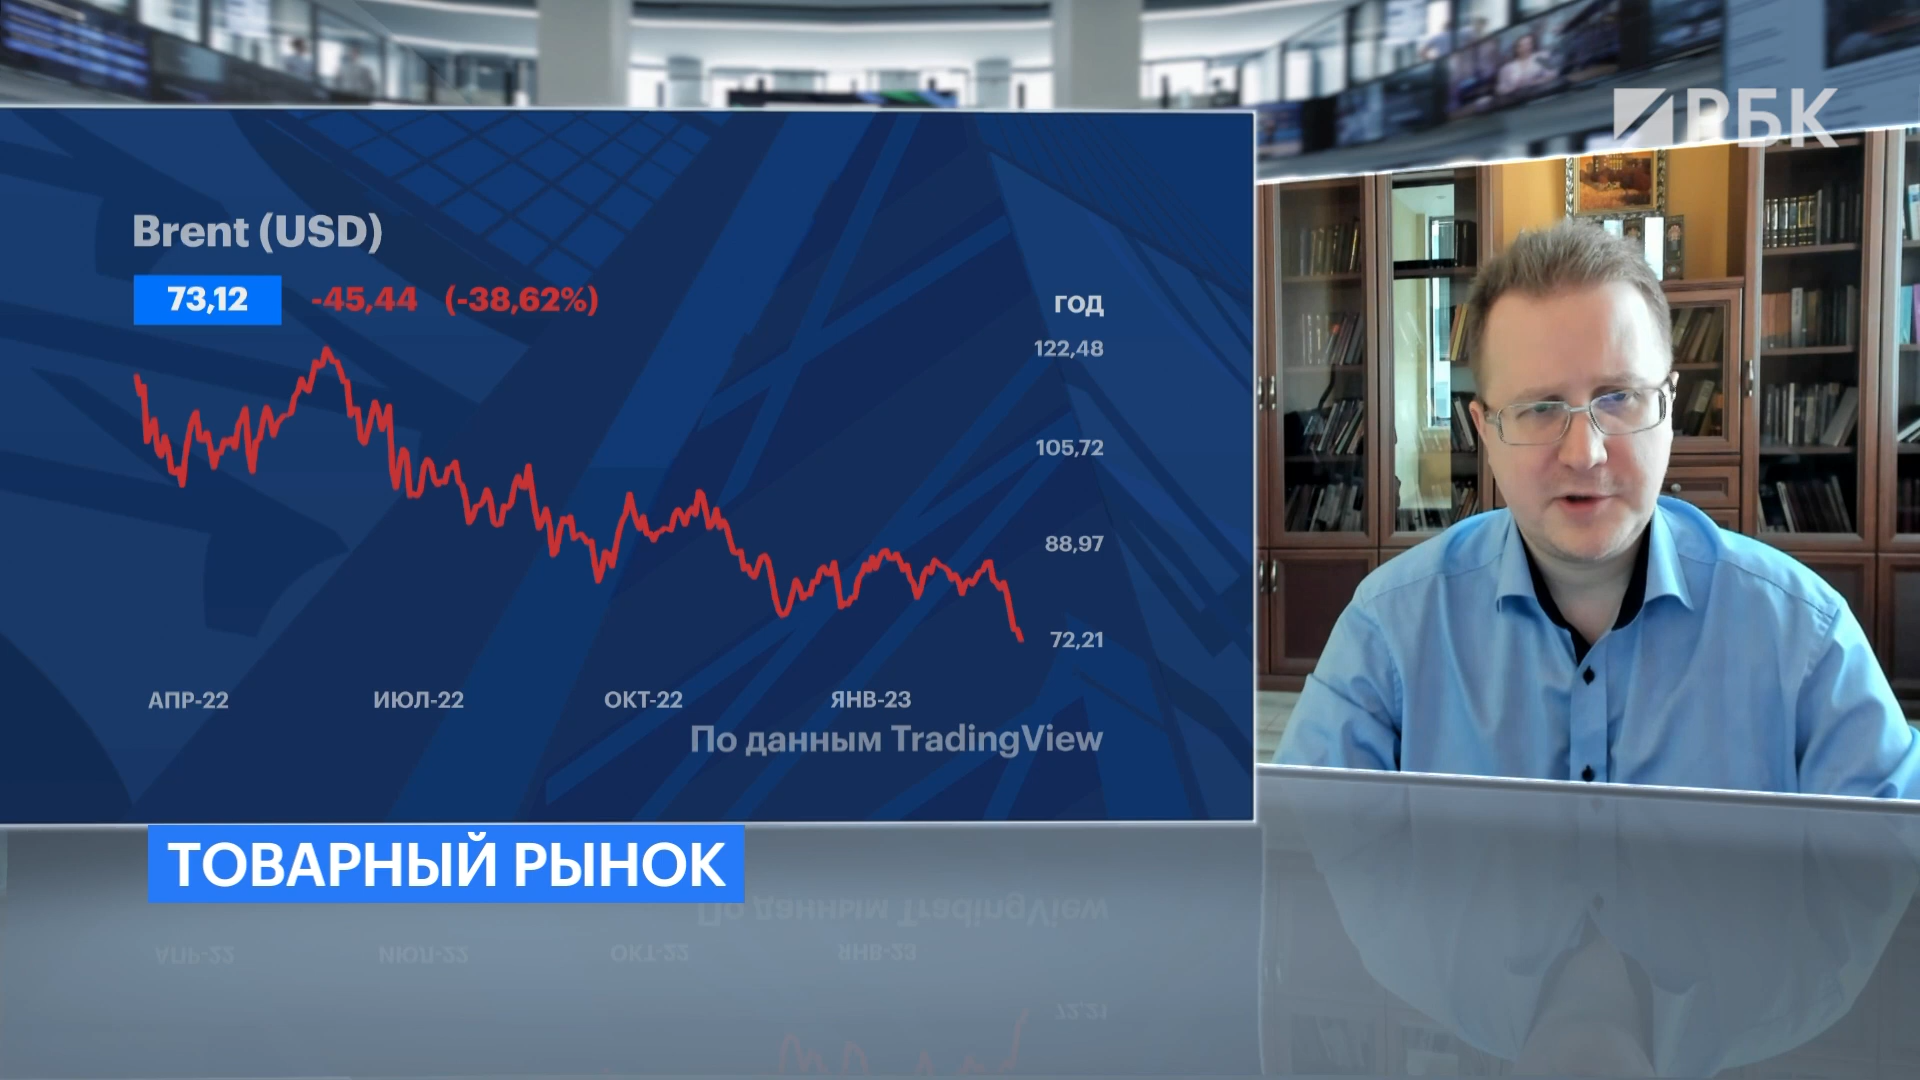 РБК
Brent (USD)
73,12 -45,44 (-38,62%)
ГОД
122,48
105,72
88,97
72,21
АПР-22 ИЮЛ-22 ОКТ-22 ЯНВ-23
По данным TradingView
ТОВАРНЫЙ РЫНОК